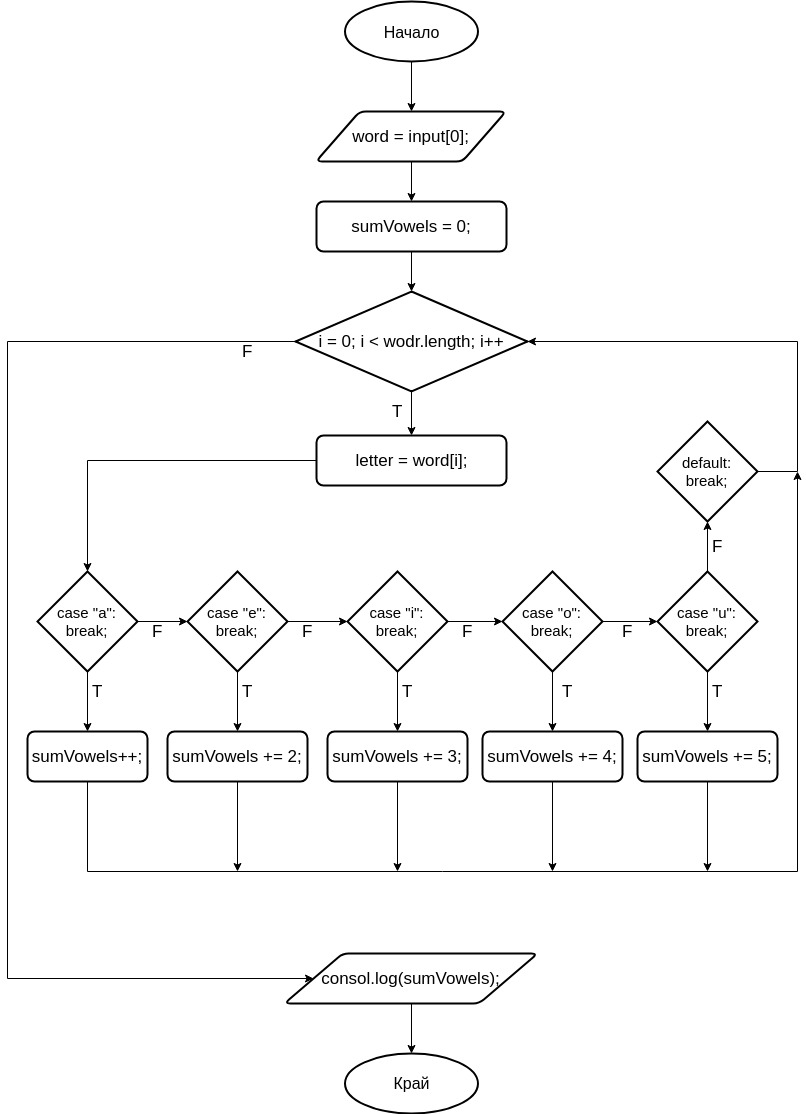 Начало
word = input[0];
sumVowels = 0;
i = 0; i < wodr.length; i++
F
T
letter = word[i];
default:
break;
F
case "a":
break;
F
case "e":
break;
F
case "i":
break;
F
case "o":
break;
F
case "u":
break;
T
T
T
T
T
sumVowels++;
sumVowels += 2;
sumVowels += 3;
sumVowels += 4;
sumVowels += 5;
consol.log(sumVowels);
Край